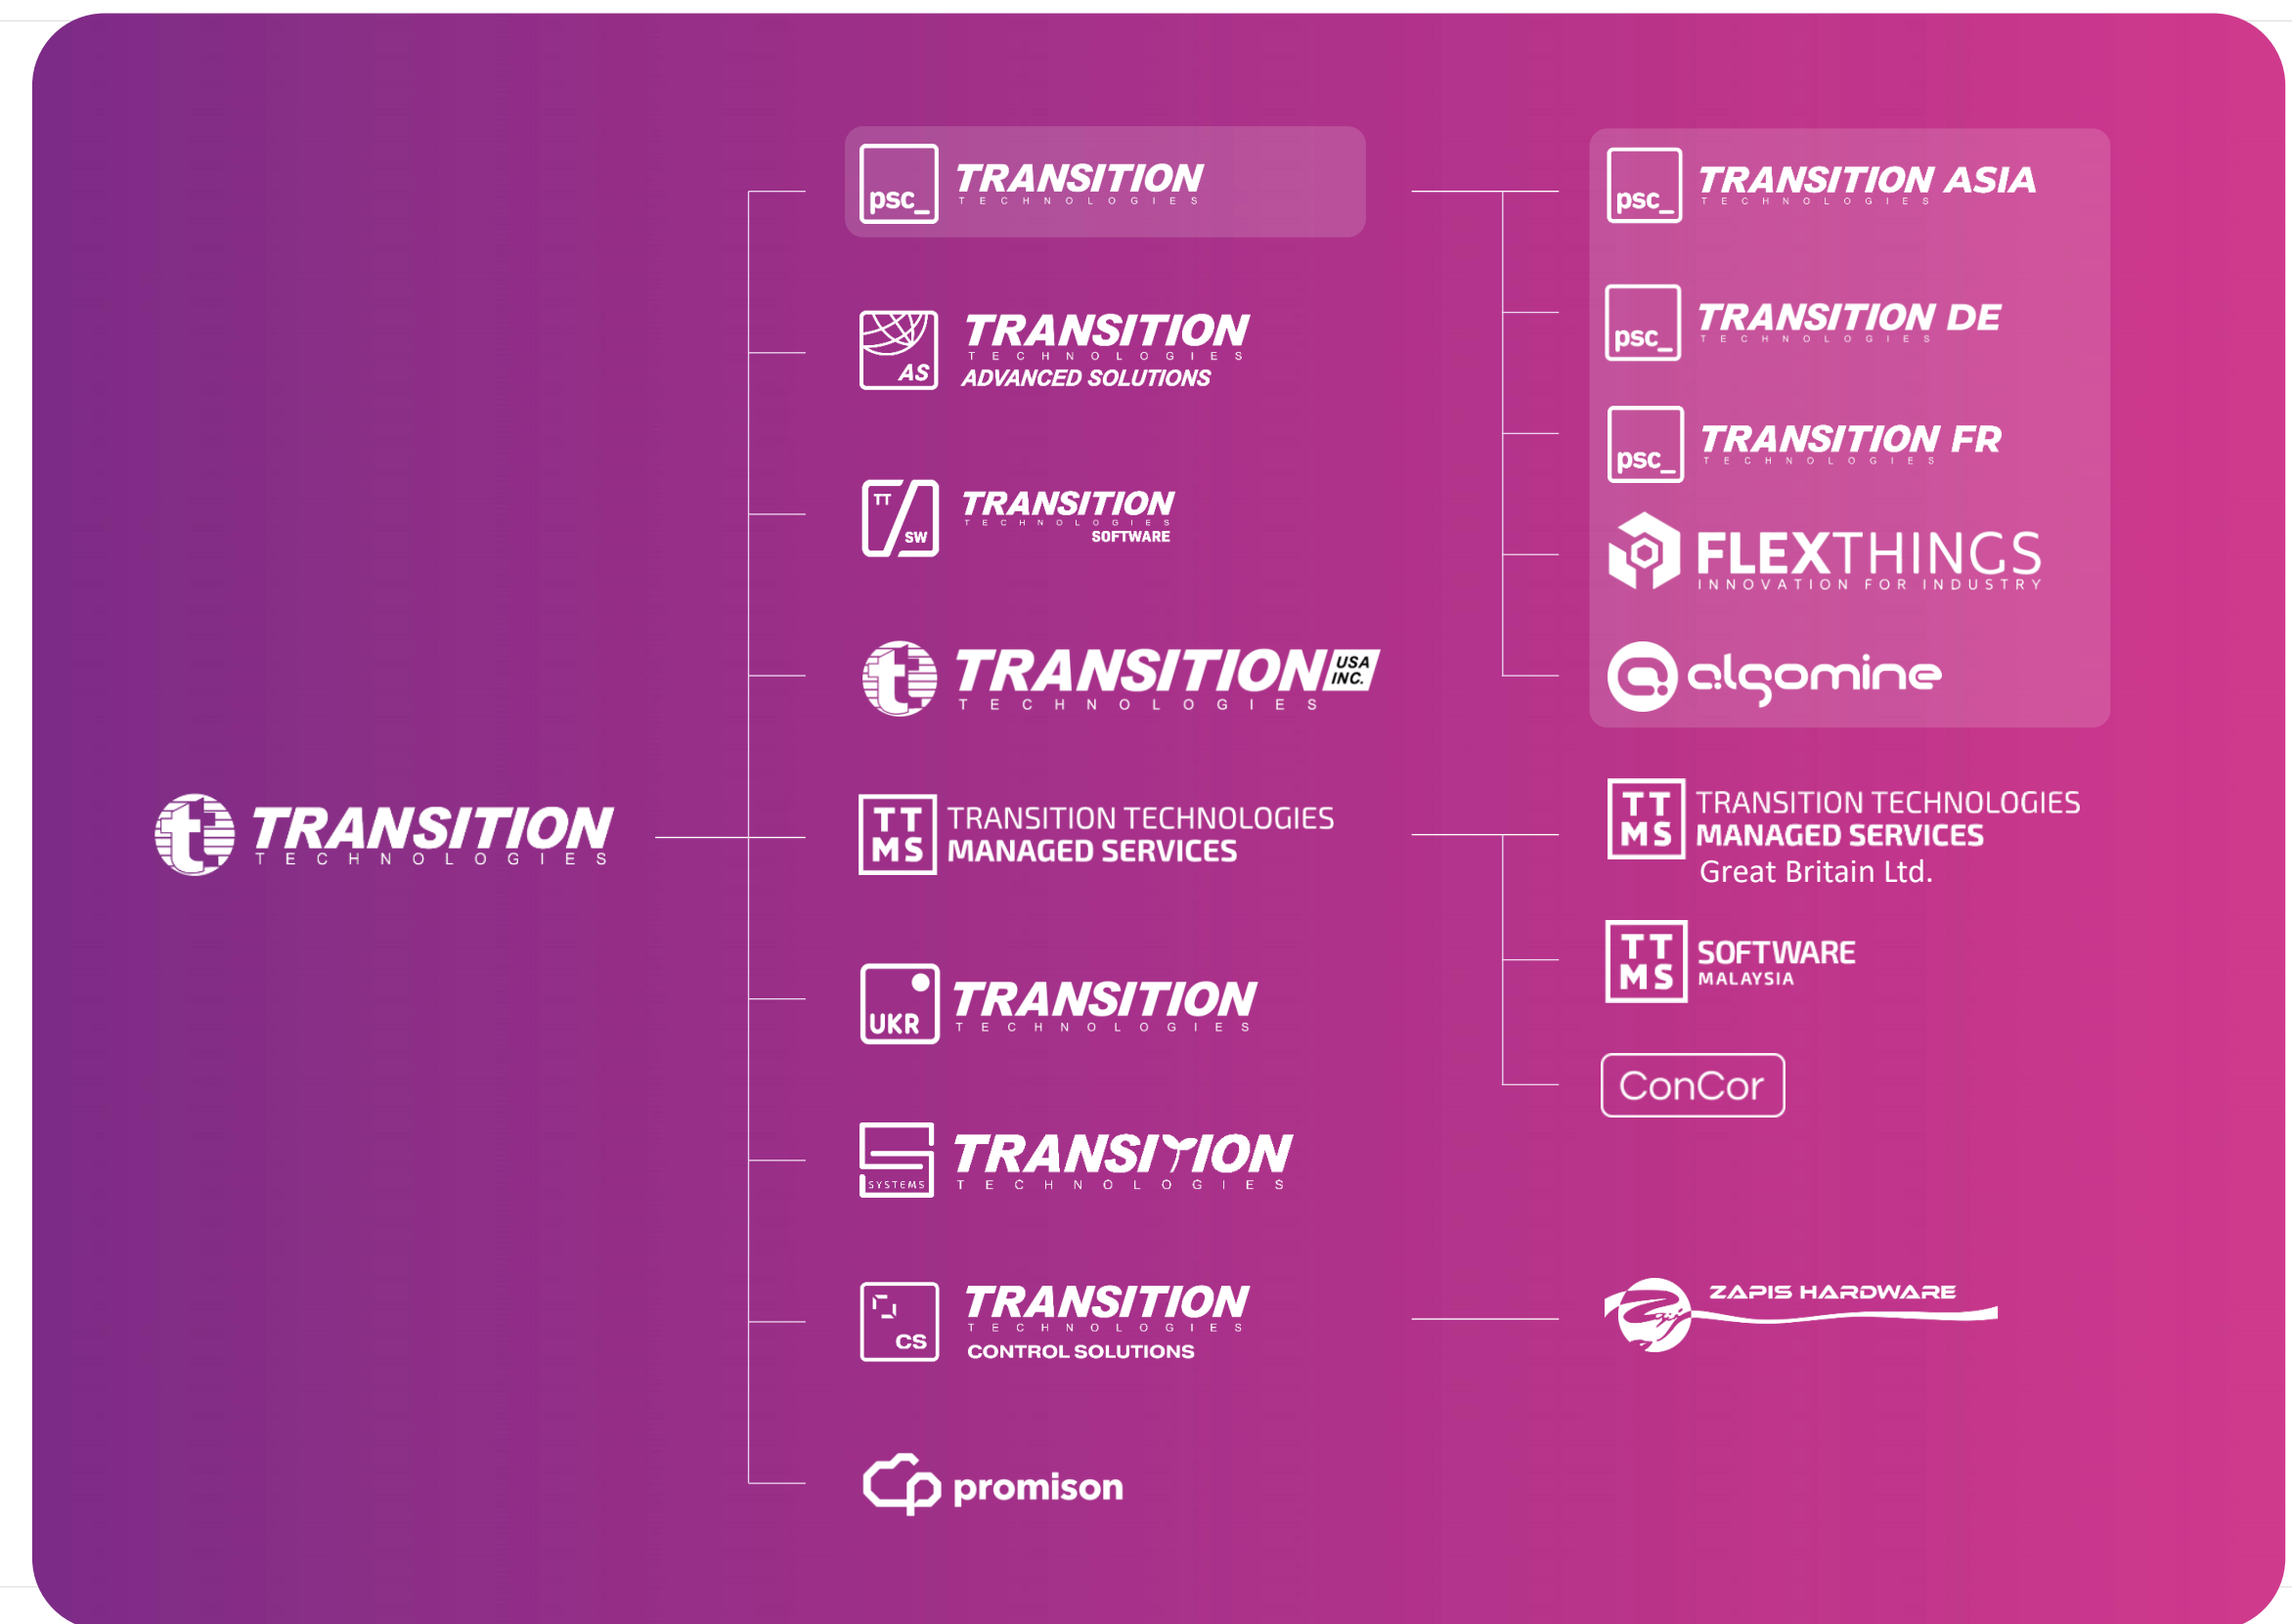 TRANSITION
TECHNOLOGIES
psc_
TRANSITION
TECHNOLOGIES
AS
TRANSITION
TECHNOLOGIES
ADVANCED SOLUTIONS
TT
SW
TRANSITION
TECHNOLOGIES
SOFTWARE
t
TRANSITION
USA
INC.
TECHNOLOGIES
TT
MS
TRANSITION TECHNOLOGIES
MANAGED SERVICES
UKR
TRANSITION
TECHNOLOGIES
SYSTEMS
TRANSITION
TECHNOLOGIES
CS
TRANSITION
TECHNOLOGIES
CONTROL SOLUTIONS
promison
psc_
TRANSITION ASIA
TECHNOLOGIES
psc_
TRANSITION DE
TECHNOLOGIES
psc_
TRANSITION FR
TECHNOLOGIES
FLEXTHINGS
INNOVATION FOR INDUSTRY
algomine
TT
MS
TRANSITION TECHNOLOGIES
MANAGED SERVICES
Great Britain Ltd.
TT
MS
SOFTWARE
MALAYSIA
ConCor
ZAPIS HARDWARE